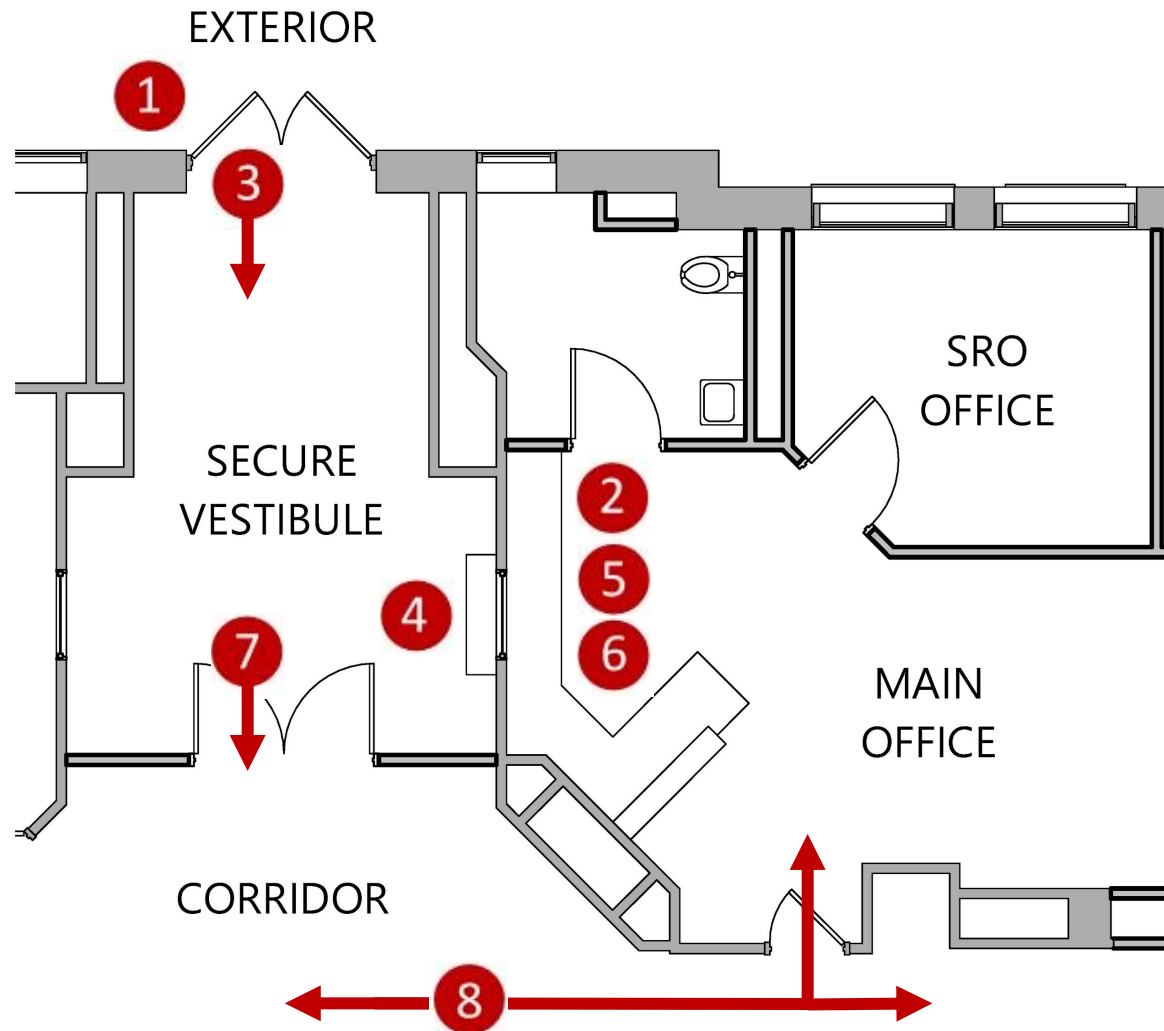 EXTERIOR
1
3
SRO
OFFICE
SECURE
VESTIBULE
2
5
4
6
7
MAIN
OFFICE
CORRIDOR
8